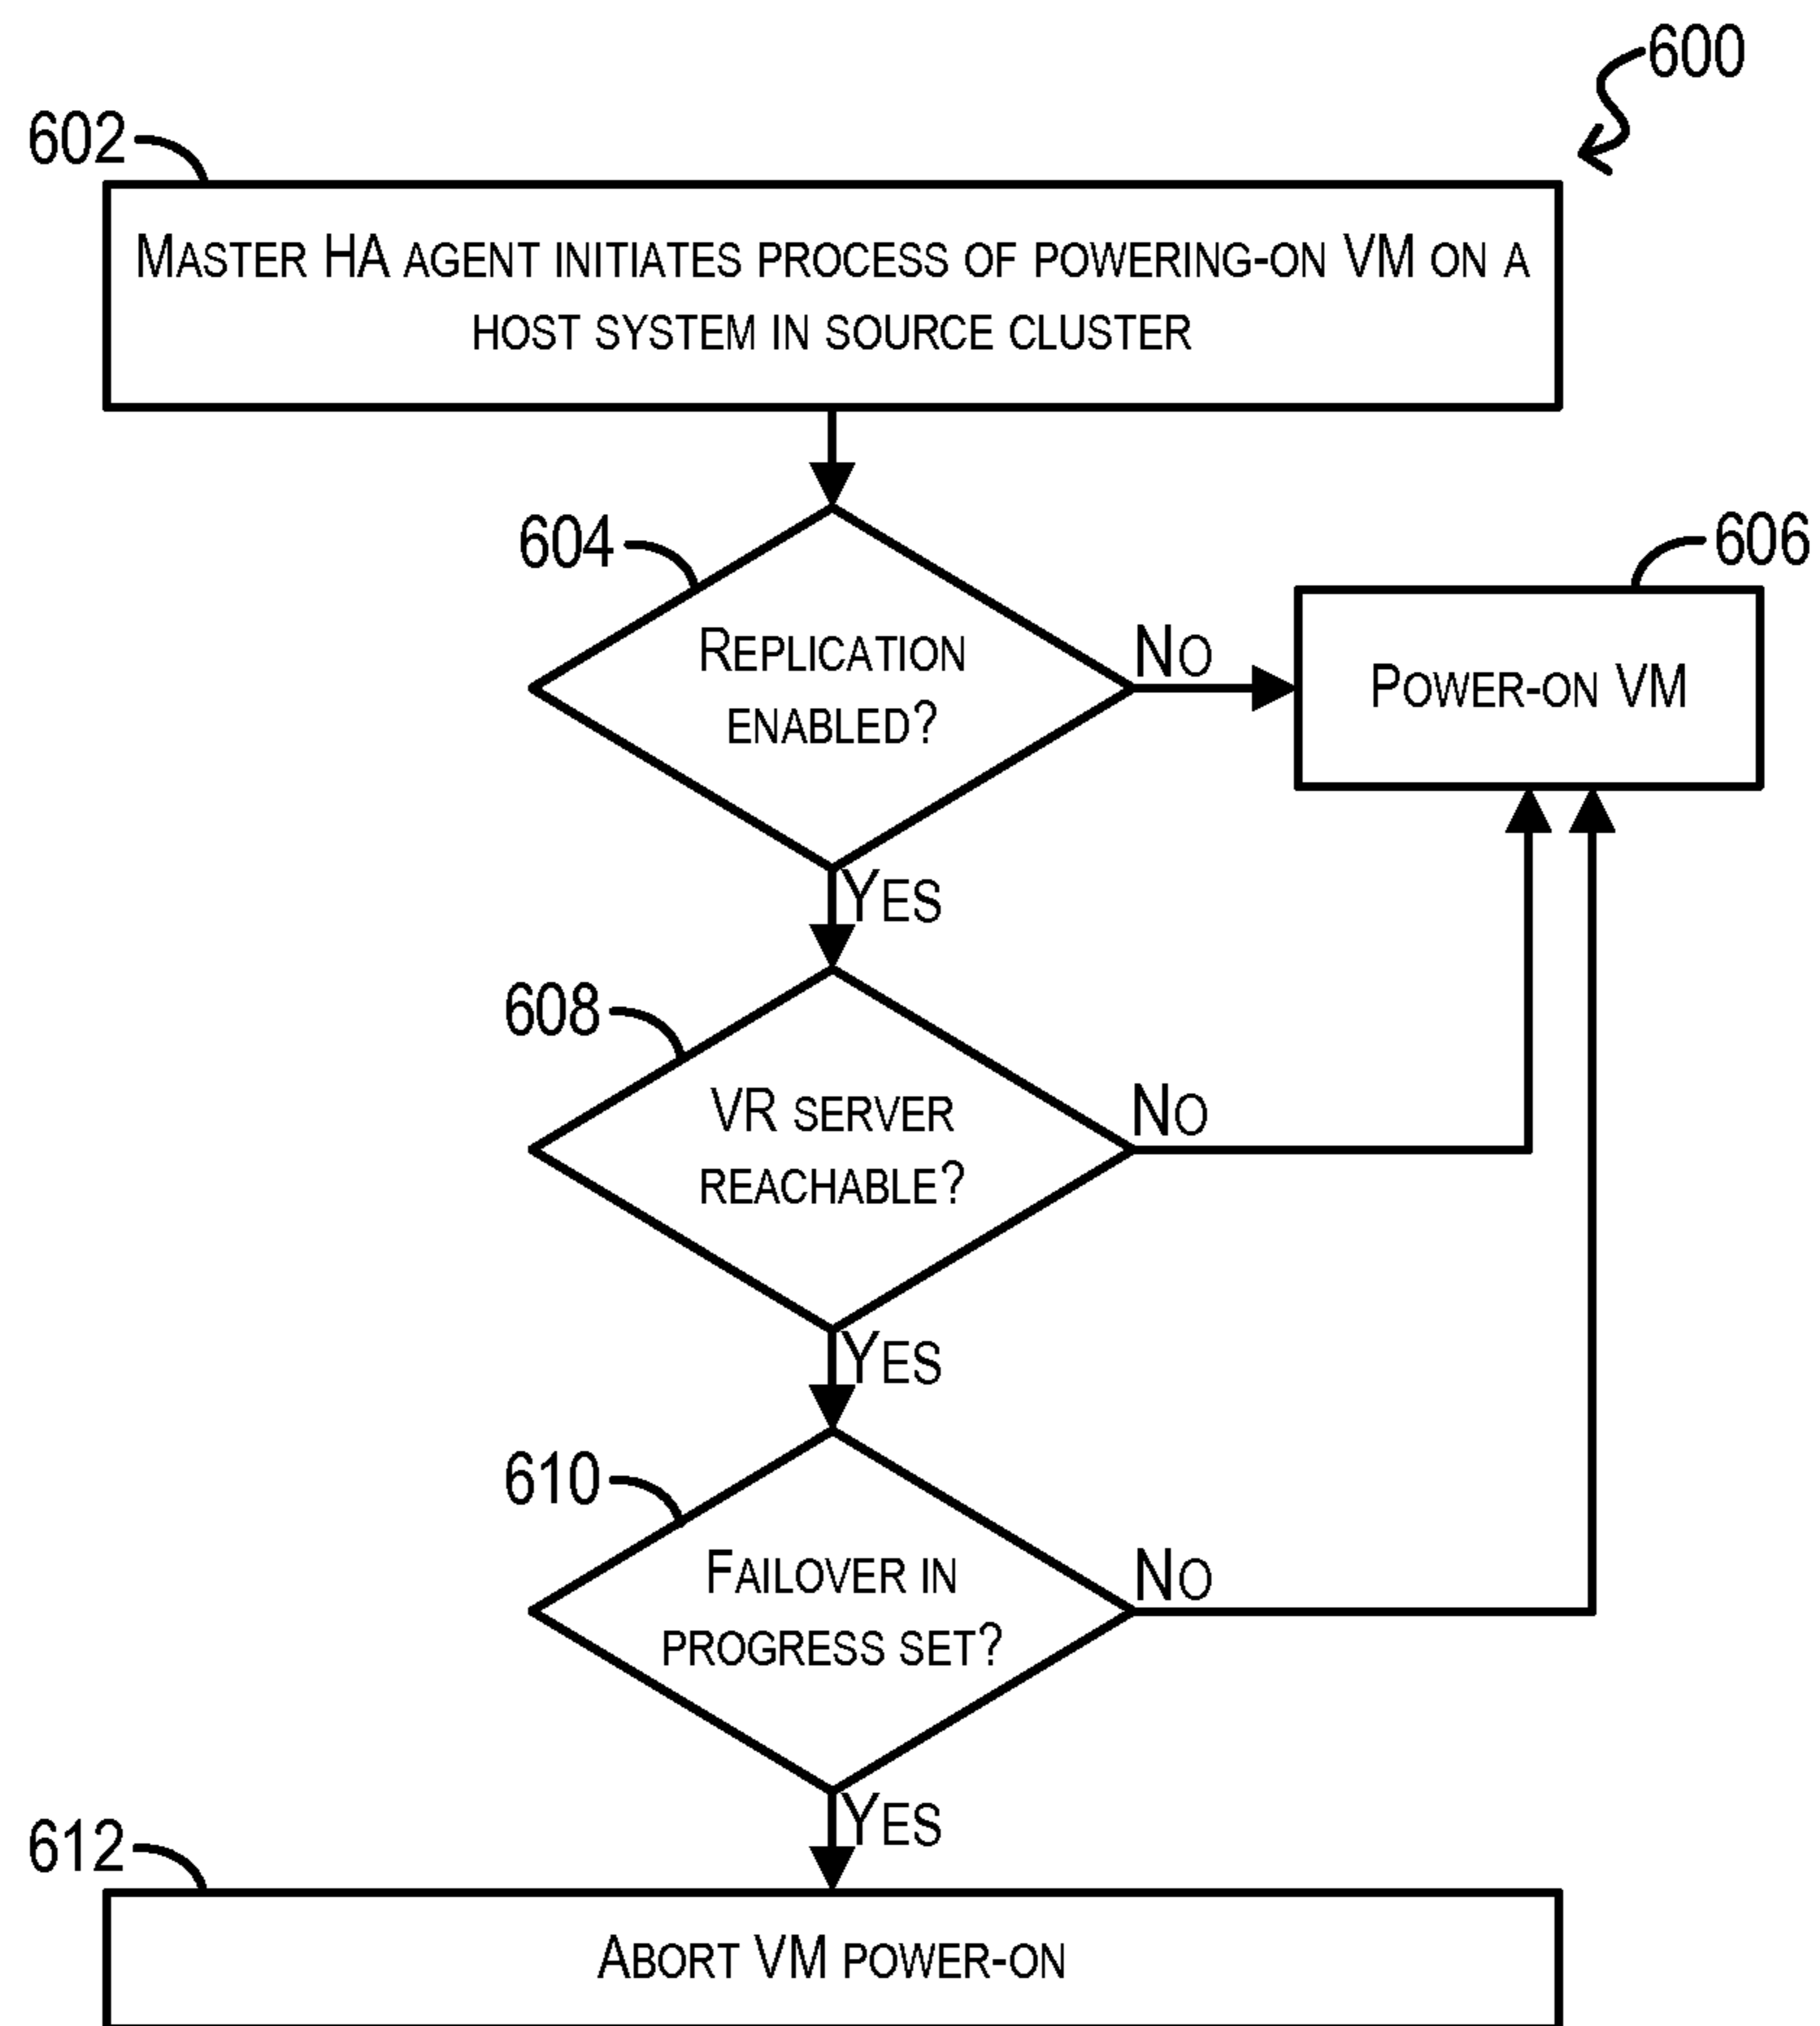 600
602
MASTER HA AGENT INITIATES PROCESS OF POWERING-ON VM ON A
HOST SYSTEM IN SOURCE CLUSTER
604
REPLICATION
ENABLED?
NO
606
POWER-ON VM
YES
608
VR SERVER
REACHABLE?
NO
YES
610
FAILOVER IN
PROGRESS SET?
NO
YES
612
ABORT VM POWER-ON